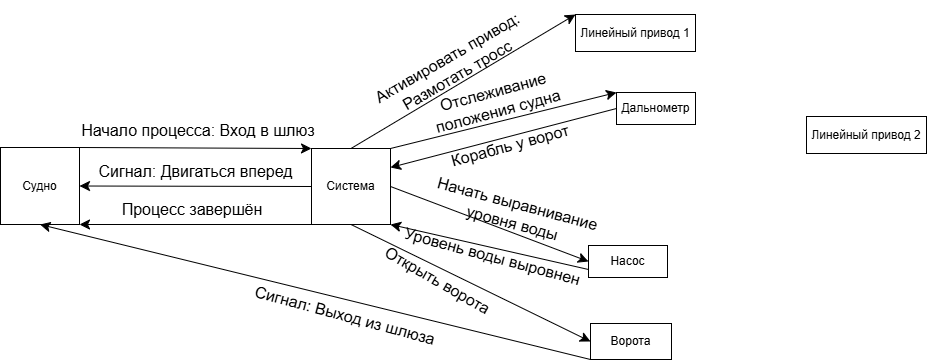 Линейный привод 1
Активировать привод:
Размотать тросс
Отслеживание
положения судна
Дальнометр
Корабль у ворот
Линейный привод 2
Начало процесса: Вход в шлюз
Сигнал: Двигаться вперед
Судно
Система
Процесс завершён
Начать выравнивание
уровня воды
Уровень воды выровнен
Насос
Открыть ворота
Сигнал: Выход из шлюза
Ворота